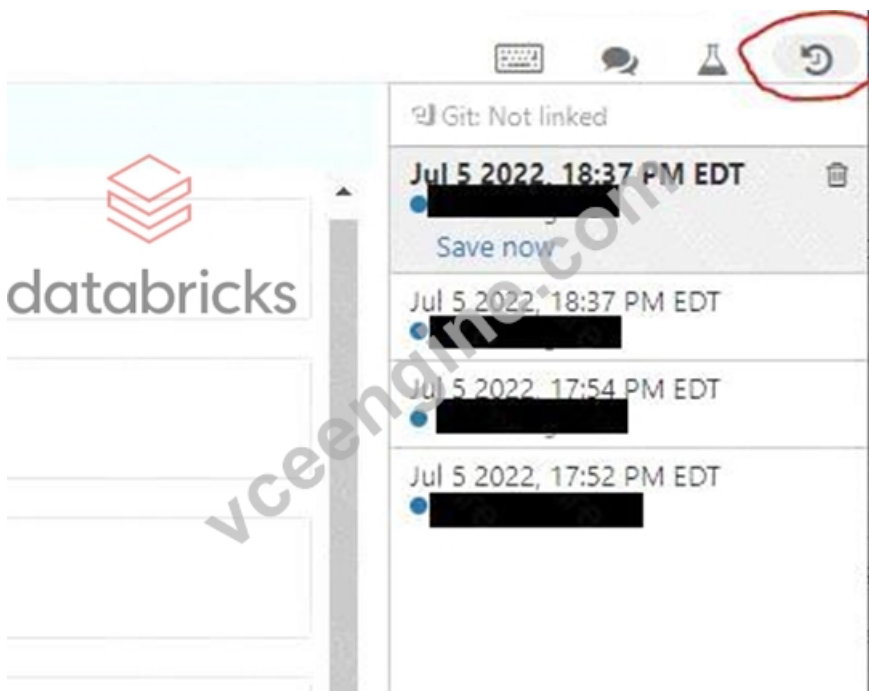 Git: Not linked
Jul 5 2022, 18:37 PM EDT
Save now
databricks
Jul 5 2022, 18:37 PM EDT
Jul 5 2022, 17:54 PM EDT
Jul 5 2022, 17:52 PM EDT
vceengine.com